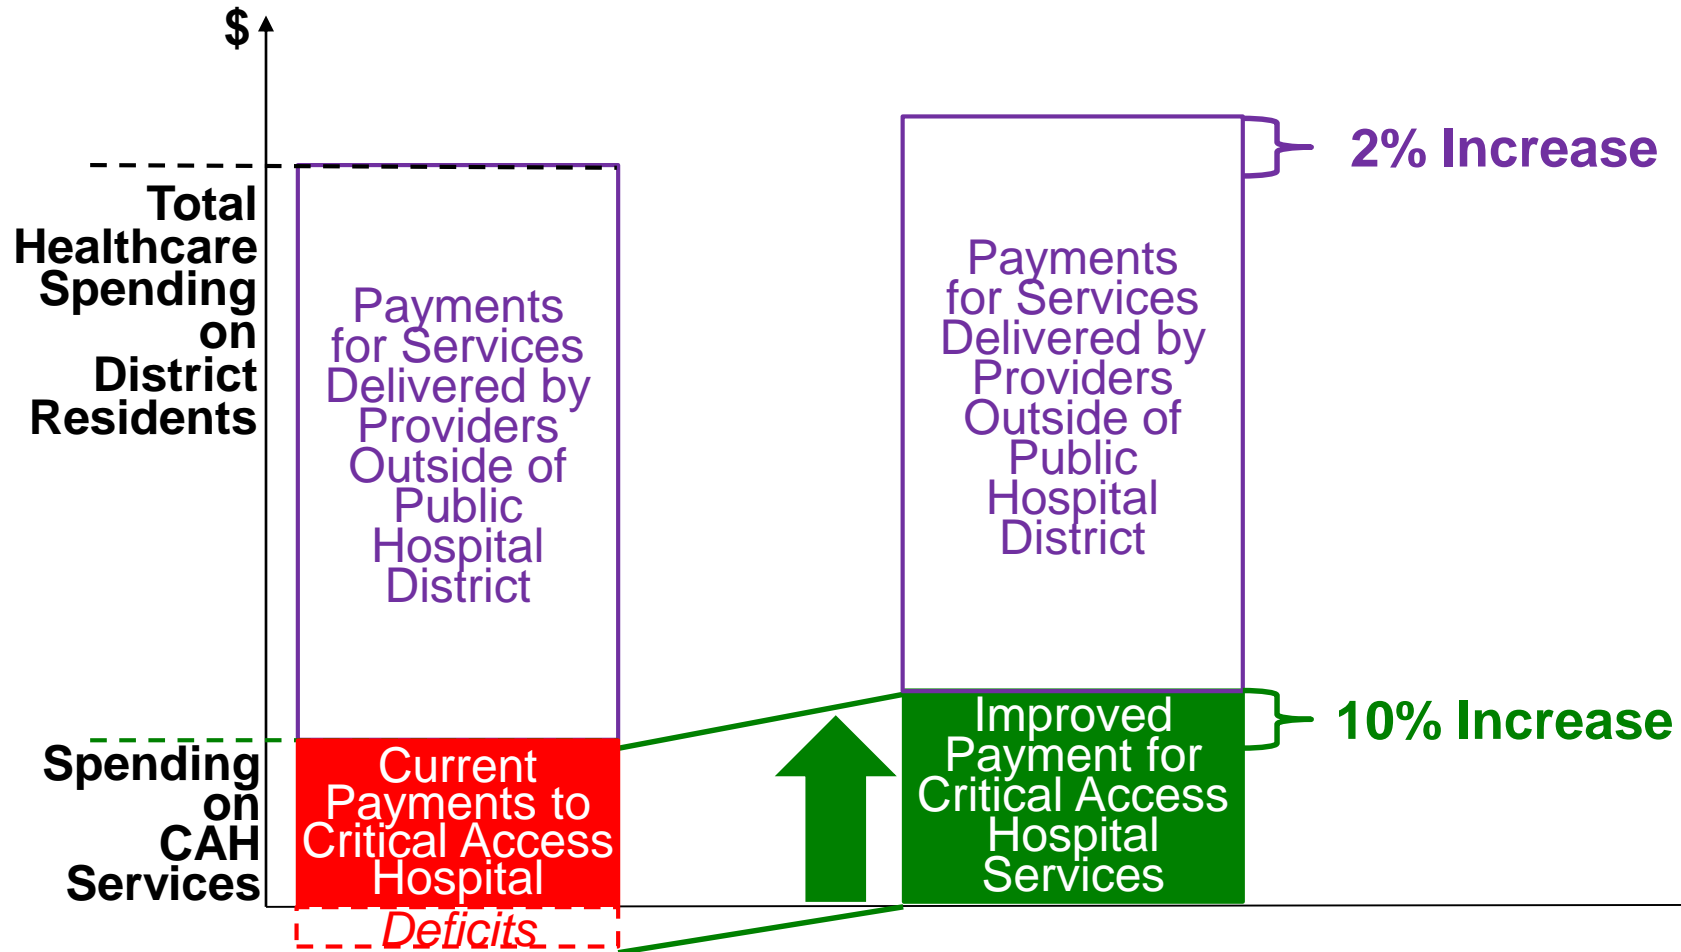 $
Total
Healthcare
Spending
on
District
Residents
Spending
on
CAH
Services
Payments
for Services
Delivered by
Providers
Outside of
Public
Hospital
District
Current
Payments to
Critical Access
Hospital
Deficits
Payments
for Services
Delivered by
Providers
Outside of
Public
Hospital
District
Improved
Payment for
Critical Access
Hospital
Services
2% Increase
10% Increase